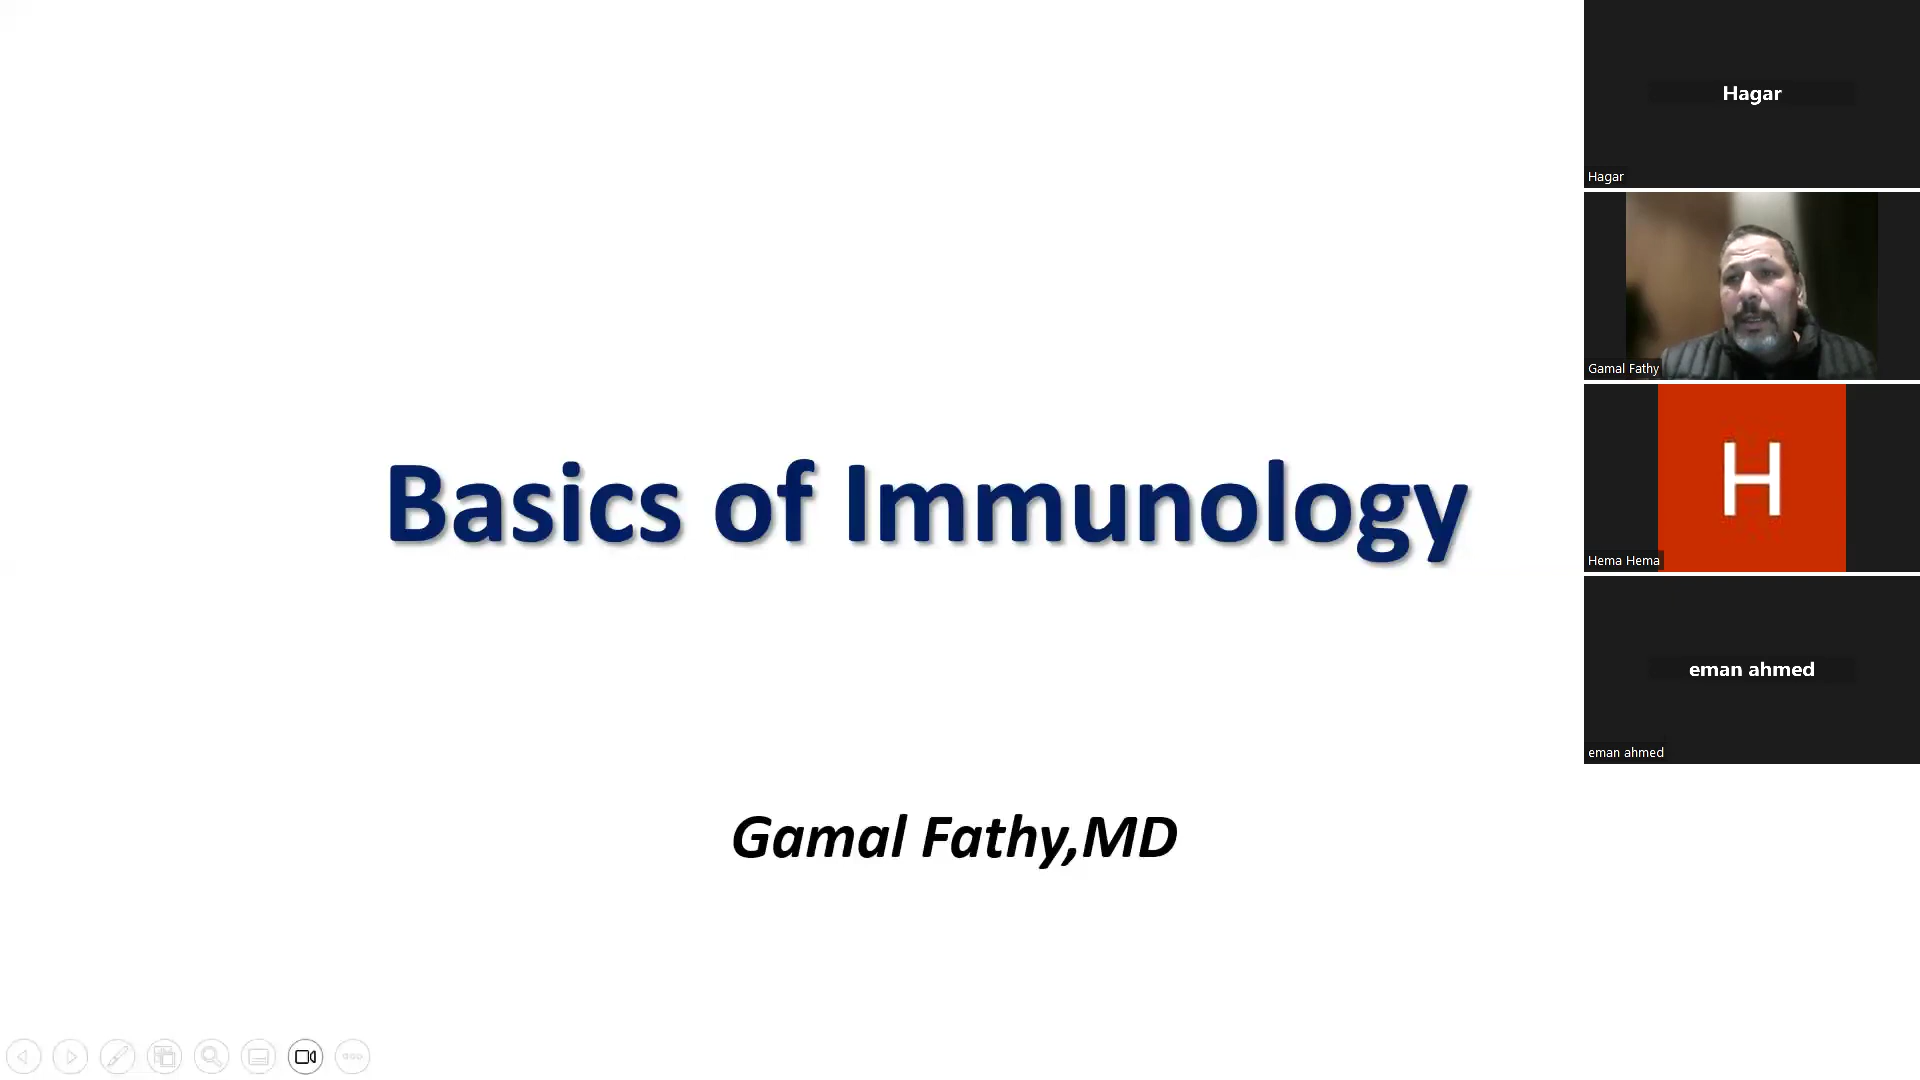 Basics of Immunology
Gamal Fathy,MD
Hagar
Hagar
Gamal Fathy
H
Hema Hema
eman ahmed
eman ahmed